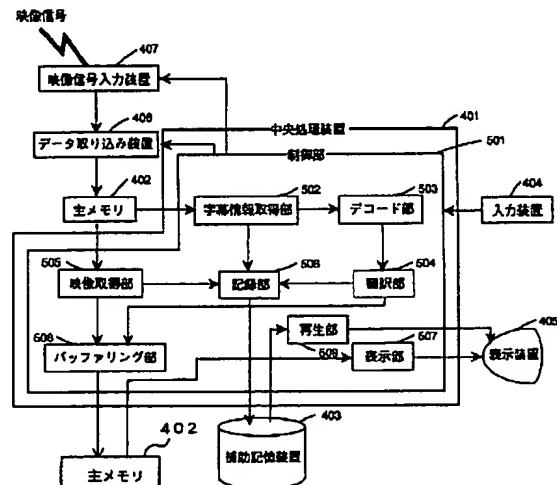 映像信号
407
映像信号入力装置
406
データ取り込み装置
中央処理装置
401
制御部
501
402
主メモリ
502
字幕情報取得部
503
デコード部
404
入力装置
505
映像取得部
506
記録部
504
翻訳部
508
バッファリング部
再生部
509
507
表示部
405
表示装置
403
補助記憶装置
402
主メモリ